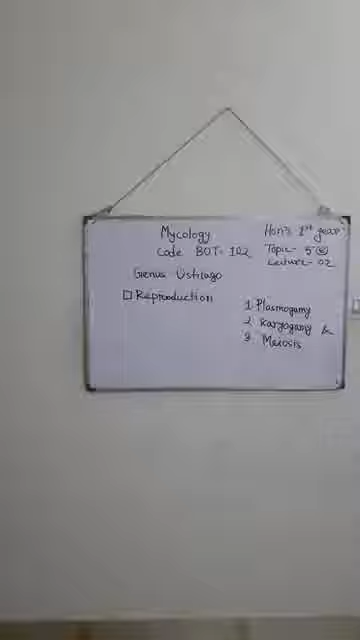 Mycology
Code BOT: 102
Hon's 1st year
Topic- 5
Lecture- 02
Genus Ustilago
□ Reproduction
1. Plasmogamy
2. Karyogamy &
3. Meiosis